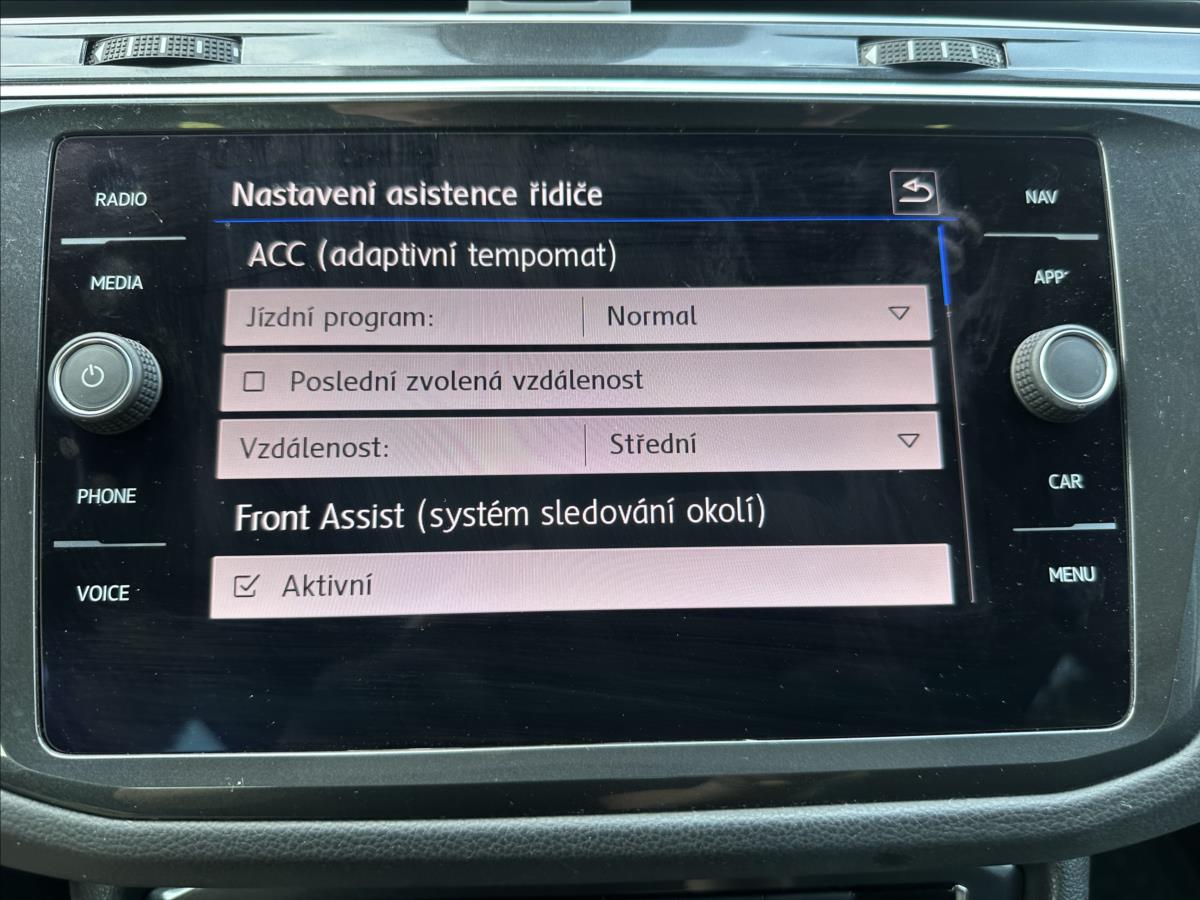 RADIO
MEDIA
PHONE
VOICE
Nastavení asistence řidiče
ACC (adaptivní tempomat)
Jízdní program: Normal
Poslední zvolená vzdálenost
Vzdálenost: Střední
Front Assist (systém sledování okolí)
Aktivní
NAV
APP
CAR
MENU